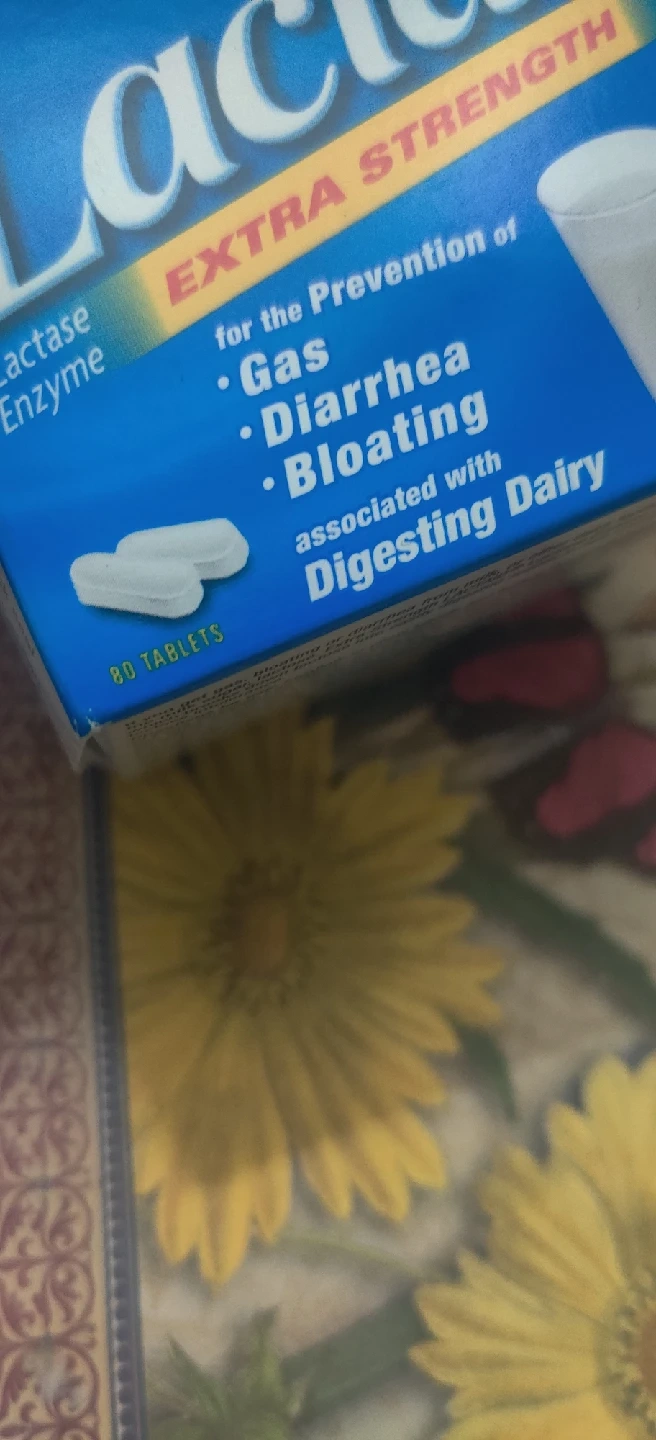 Lacta
EXTRA STRENGTH
Lactase
Enzyme
for the Prevention of
• Gas
• Diarrhea
• Bloating
associated with
Digesting Dairy
80 TABLETS